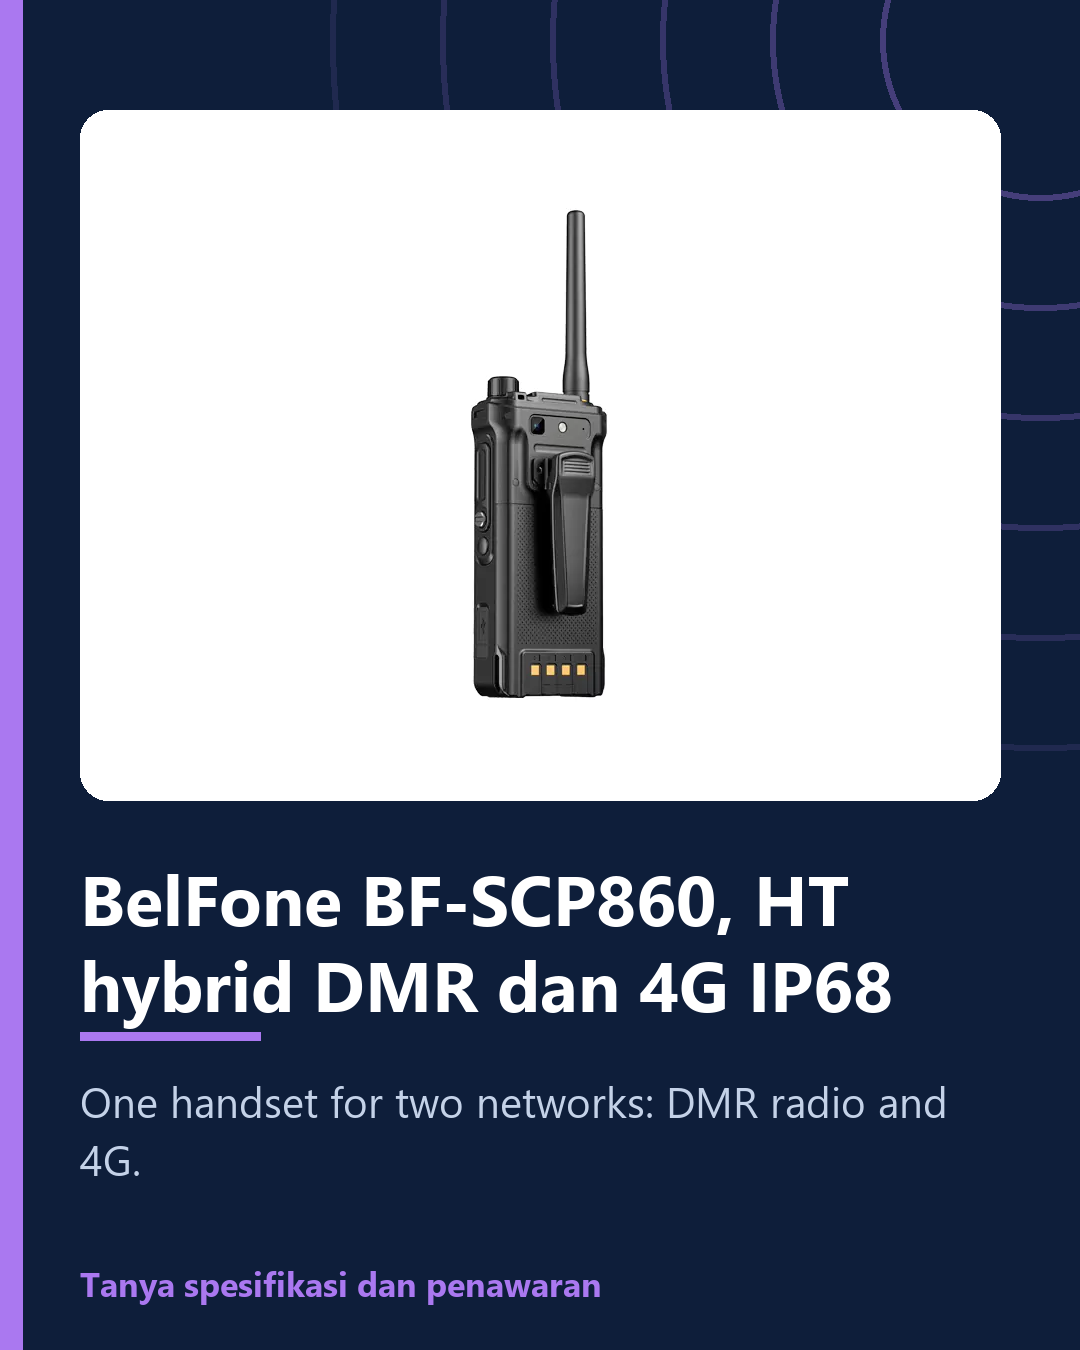 BelFone BF-SCP860, HT
hybrid DMR dan 4G IP68
One handset for two networks: DMR radio and
4G.
Tanya spesifikasi dan penawaran